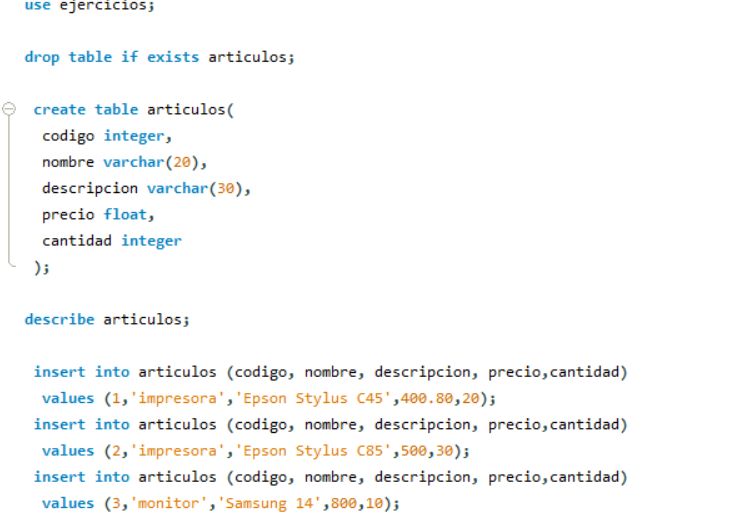 use ejercicios;
drop table if exists articulos;
create table articulos(
codigo integer,
nombre varchar(20),
descripcion varchar(30),
precio float,
cantidad integer
);
describe articulos;
insert into articulos (codigo, nombre, descripcion, precio,cantidad)
values (1,'impresora','Epson Stylus C45',400.80,20);
insert into articulos (codigo, nombre, descripcion, precio,cantidad)
values (2,'impresora','Epson Stylus C85',500,30);
insert into articulos (codigo, nombre, descripcion, precio,cantidad)
values (3,'monitor','Samsung 14',800,10);